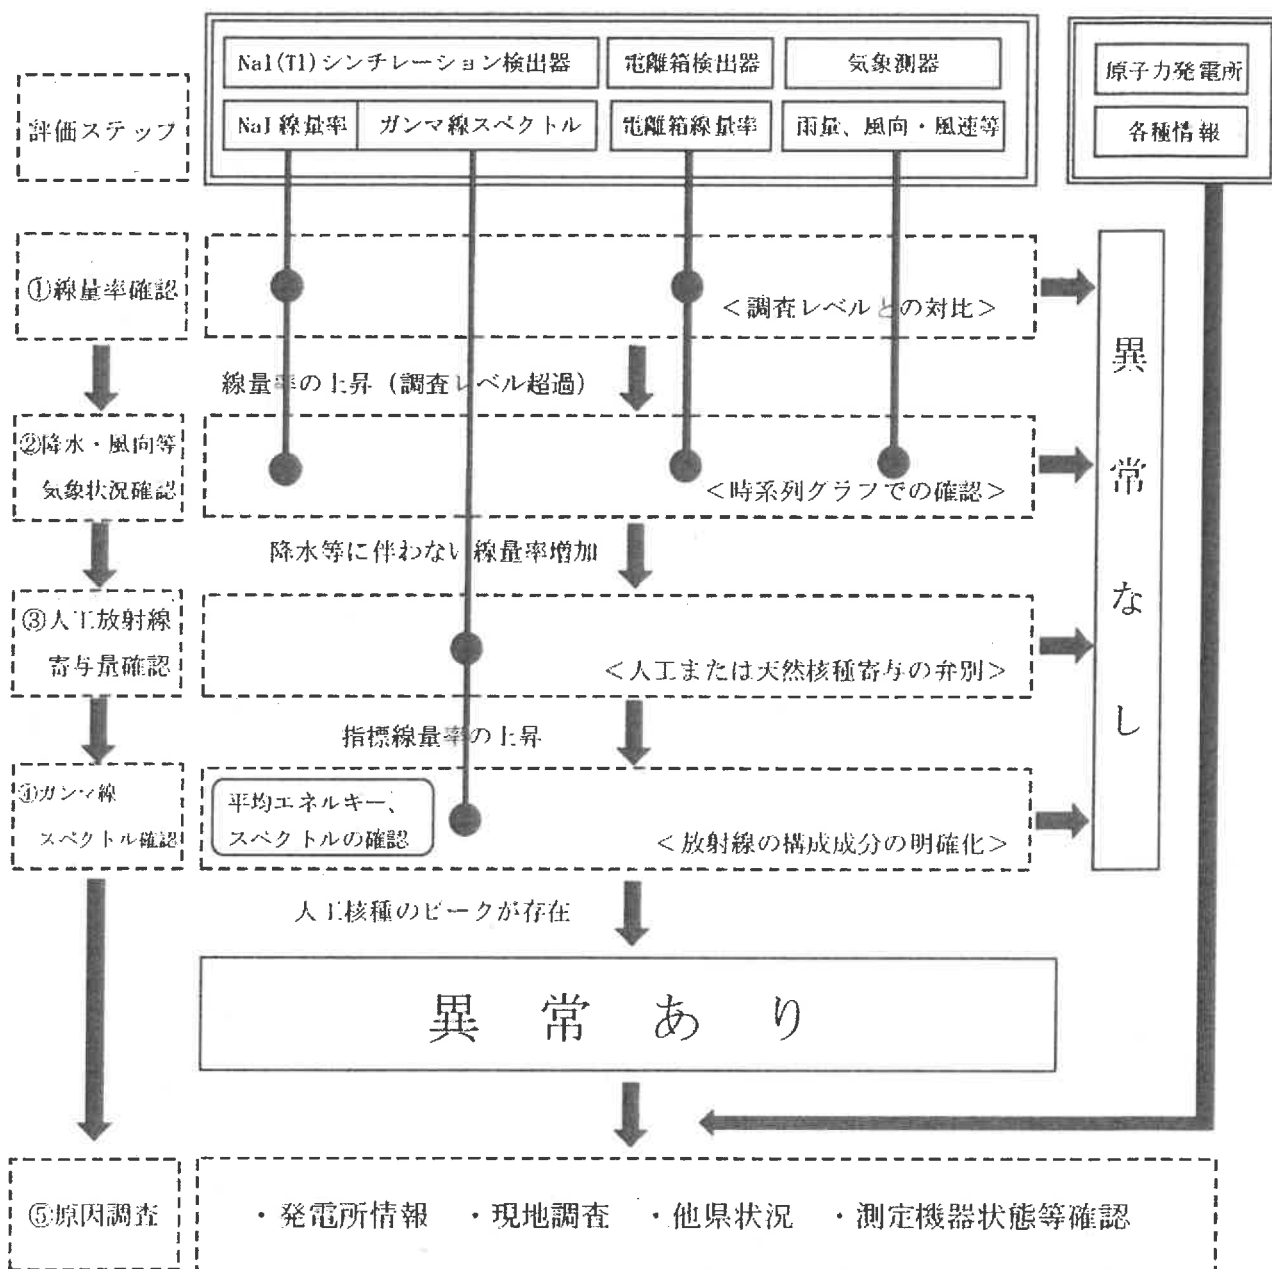 NaI(Tl)シンチレーション検出器
電離箱検出器
気象測器
原子力発電所
評価ステップ
NaI線量率
ガンマ線スペクトル
電離箱線量率
雨量、風向・風速等
各種情報
①線量率確認
＜調査レベルとの対比＞
線量率の上昇（調査レベル超過）
②降水・風向等
気象状況確認
＜時系列グラフでの確認＞
降水等に伴わない線量率増加
③人工放射線
寄与量確認
＜人工または天然核種寄与の弁別＞
指標線量率の上昇
④ガンマ線
スペクトル確認
平均エネルギー、
スペクトルの確認
＜放射線の構成成分の明確化＞
異常なし
人工核種のピークが存在
異常あり
⑤原因調査
・発電所情報　・現地調査　・他県状況　・測定機器状態等確認